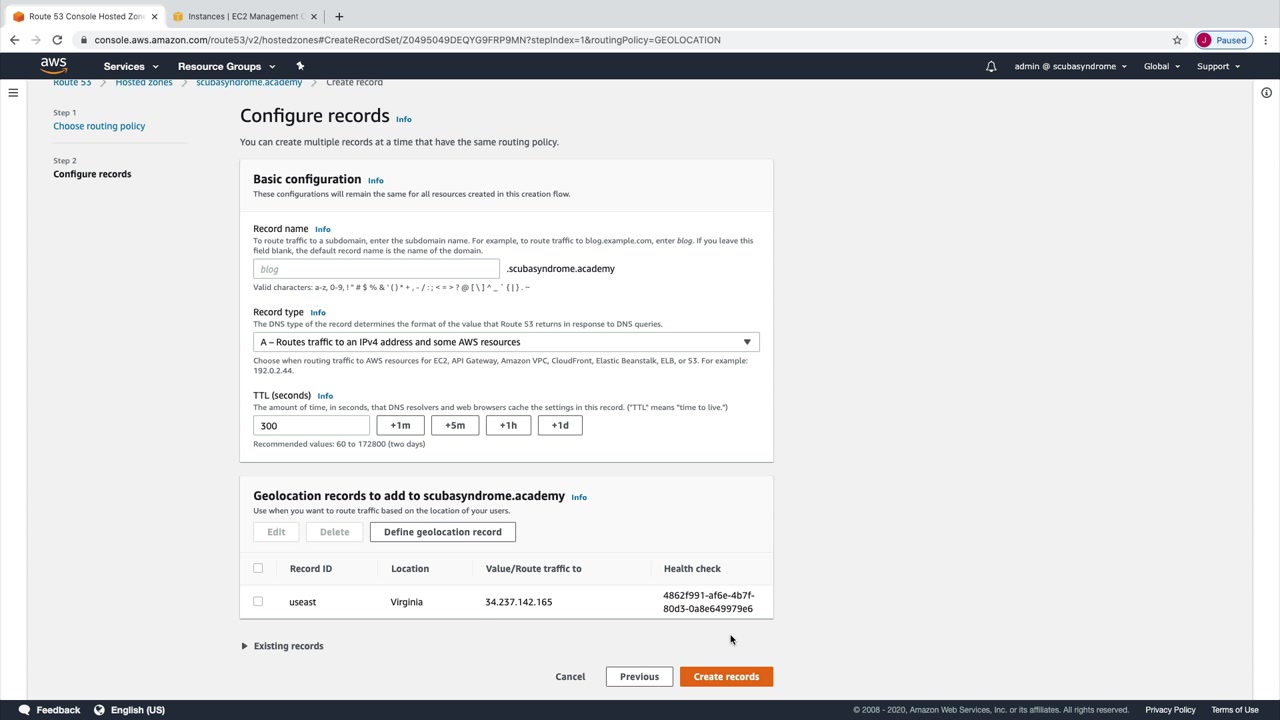 Route 53 Console Hosted Zon
Instances | EC2 Management C
console.aws.amazon.com/route53/v2/hostedzones#CreateRecordSet/Z0495049DEQYG9FRP9MN?stepIndex=1&routingPolicy=GEOLOCATION
J Paused
aws Services Resource Groups admin @ scubasyndrome Global Support
Route 53 > Hosted zones > scubasyndrome.academy > Create record
Step 1
Choose routing policy
Step 2
Configure records
Configure records Info
You can create multiple records at a time that have the same routing policy.
Basic configuration Info
These configurations will remain the same for all resources created in this creation flow.
Record name Info
To route traffic to a subdomain, enter the subdomain name. For example, to route traffic to blog.example.com, enter blog. If you leave this
field blank, the default record name is the name of the domain.
blog .scubasyndrome.academy
Valid characters: a-z, 0-9, ! " # $ % & ' ( ) * + , - / : ; < = > ? @ [ \ ] ^ _ ` { | } . ~
Record type Info
The DNS type of the record determines the format of the value that Route 53 returns in response to DNS queries.
A – Routes traffic to an IPv4 address and some AWS resources
Choose when routing traffic to AWS resources for EC2, API Gateway, Amazon VPC, CloudFront, Elastic Beanstalk, ELB, or S3. For example:
192.0.2.44.
TTL (seconds) Info
The amount of time, in seconds, that DNS resolvers and web browsers cache the settings in this record. ("TTL" means "time to live.")
300 +1m +5m +1h +1d
Recommended values: 60 to 172800 (two days)
Geolocation records to add to scubasyndrome.academy Info
Use when you want to route traffic based on the location of your users.
Edit Delete Define geolocation record
Record ID Location Value/Route traffic to Health check
useast Virginia 34.237.142.165 4862f991-af6e-4b7f-
80d3-0a8e649979e6
Existing records
Cancel Previous Create records
Feedback English (US) © 2008 - 2020, Amazon Web Services, Inc. or its affiliates. All rights reserved. Privacy Policy Terms of Use